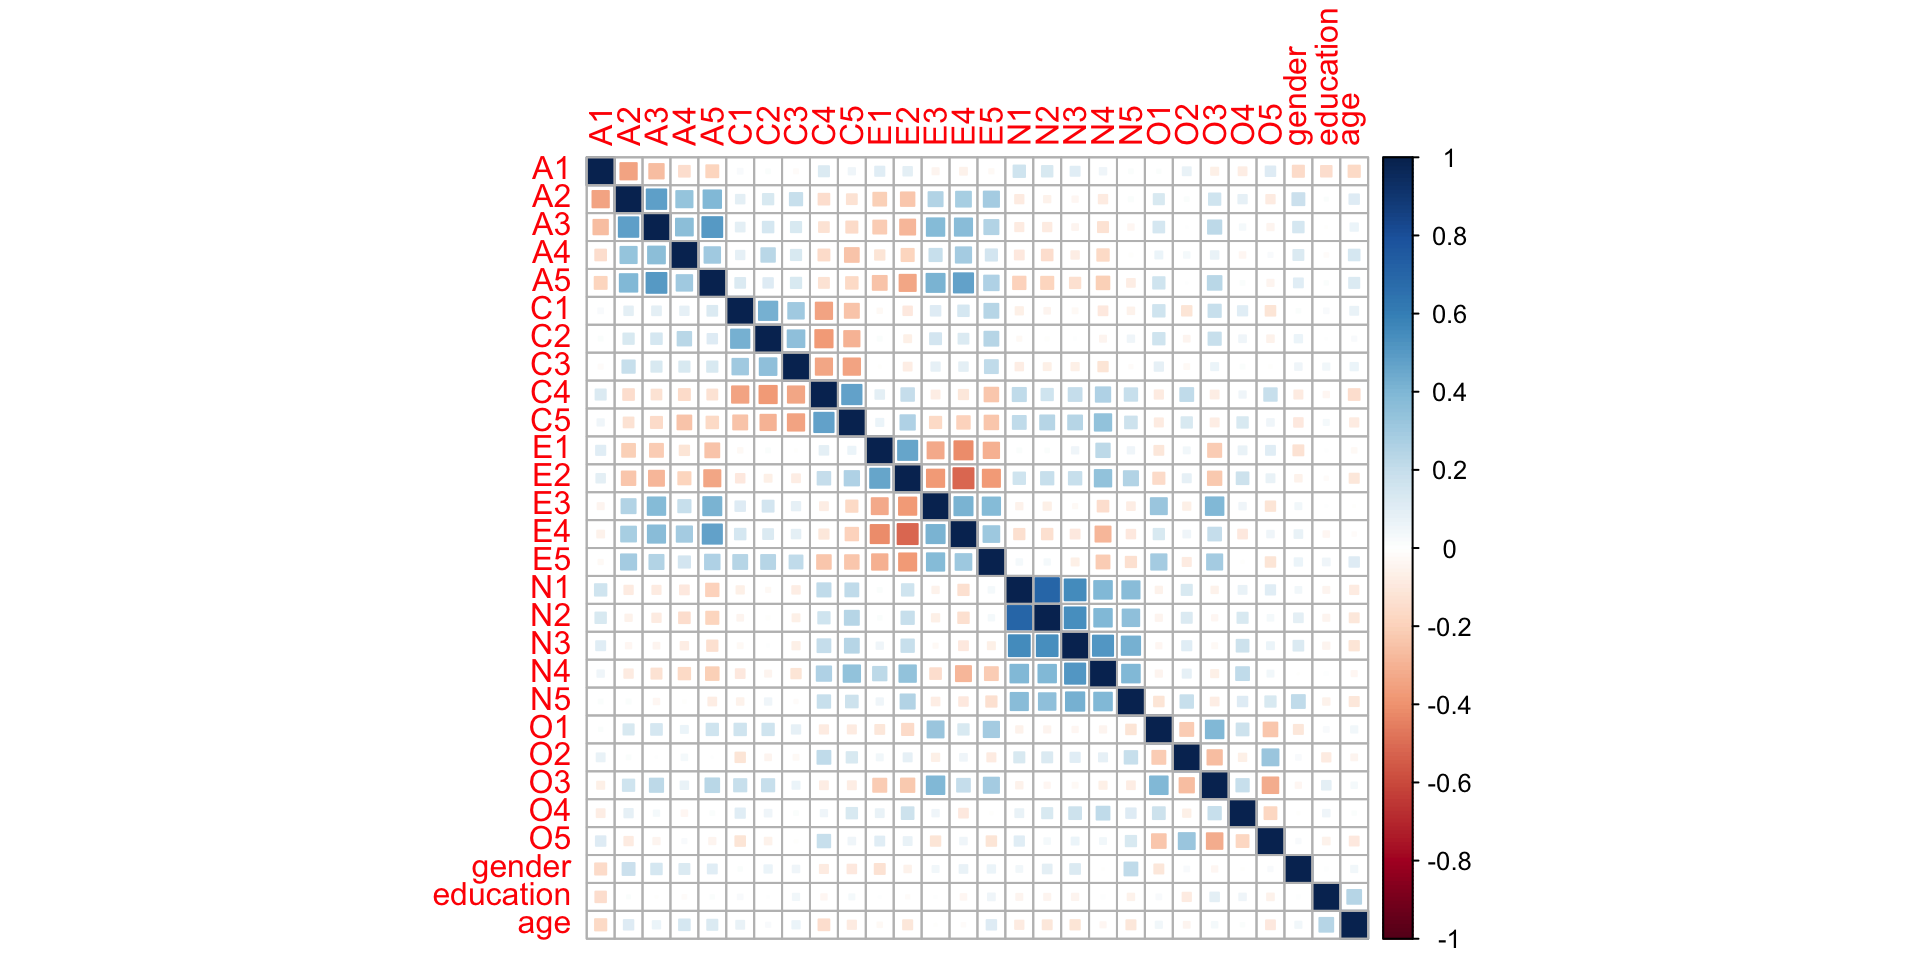 A1 A2 A3 A4 A5 C1 C2 C3 C4 C5 E1 E2 E3 E4 E5 N1 N2 N3 N4 N5 O1 O2 O3 O4 O5 gender education age
A1
A2
A3
A4
A5
C1
C2
C3
C4
C5
E1
E2
E3
E4
E5
N1
N2
N3
N4
N5
O1
O2
O3
O4
O5
gender
education
age
1
0.8
0.6
0.4
0.2
0
-0.2
-0.4
-0.6
-0.8
-1